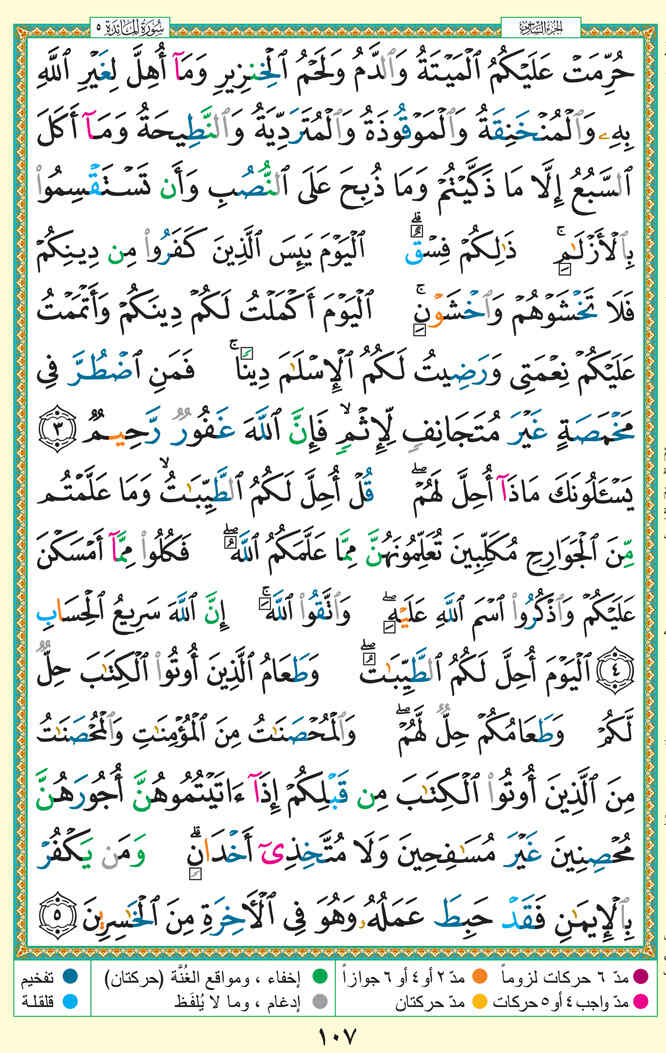 سُورَةُ المَائدة ٥
الجزء السادس
حُرِّمَتْ عَلَيْكُمُ ٱلْمَيْتَةُ وَٱلدَّمُ وَلَحْمُ ٱلْخِنزِيرِ وَمَآ أُهِلَّ لِغَيْرِ ٱللَّهِ
بِهِۦ وَٱلْمُنْخَنِقَةُ وَٱلْمَوْقُوذَةُ وَٱلْمُتَرَدِّيَةُ وَٱلنَّطِيحَةُ وَمَآ أَكَلَ
ٱلسَّبُعُ إِلَّا مَا ذَكَّيْتُمْ وَمَا ذُبِحَ عَلَى ٱلنُّصُبِ وَأَن تَسْتَقْسِمُوا۟
بِٱلْأَزْلَـٰمِ ۚ ذَٰلِكُمْ فِسْقٌ ۗ ٱلْيَوْمَ يَئِسَ ٱلَّذِينَ كَفَرُوا۟ مِن دِينِكُمْ
فَلَا تَخْشَوْهُمْ وَٱخْشَوْنِ ۚ ٱلْيَوْمَ أَكْمَلْتُ لَكُمْ دِينَكُمْ وَأَتْمَمْتُ
عَلَيْكُمْ نِعْمَتِى وَرَضِيتُ لَكُمُ ٱلْإِسْلَـٰمَ دِينًا ۚ فَمَنِ ٱضْطُرَّ فِى
مَخْمَصَةٍ غَيْرَ مُتَجَانِفٍ لِّإِثْمٍ ۙ فَإِنَّ ٱللَّهَ غَفُورٌ رَّحِيمٌ ٣
يَسْـَٔلُونَكَ مَاذَآ أُحِلَّ لَهُمْ ۖ قُلْ أُحِلَّ لَكُمُ ٱلطَّيِّبَـٰتُ ۙ وَمَا عَلَّمْتُم
مِّنَ ٱلْجَوَارِحِ مُكَلِّبِينَ تُعَلِّمُونَهُنَّ مِمَّا عَلَّمَكُمُ ٱللَّهُ ۖ فَكُلُوا۟ مِمَّآ أَمْسَكْنَ
عَلَيْكُمْ وَٱذْكُرُوا۟ ٱسْمَ ٱللَّهِ عَلَيْهِ ۖ وَٱتَّقُوا۟ ٱللَّهَ ۚ إِنَّ ٱللَّهَ سَرِيعُ ٱلْحِسَابِ
٤ ٱلْيَوْمَ أُحِلَّ لَكُمُ ٱلطَّيِّبَـٰتُ ۖ وَطَعَامُ ٱلَّذِينَ أُوتُوا۟ ٱلْكِتَـٰبَ حِلٌّ
لَّكُمْ وَطَعَامُكُمْ حِلٌّ لَّهُمْ ۖ وَٱلْمُحْصَنَـٰتُ مِنَ ٱلْمُؤْمِنَـٰتِ وَٱلْمُحْصَنَـٰتُ
مِنَ ٱلَّذِينَ أُوتُوا۟ ٱلْكِتَـٰبَ مِن قَبْلِكُمْ إِذَآ ءَاتَيْتُمُوهُنَّ أُجُورَهُنَّ
مُحْصِنِينَ غَيْرَ مُسَـٰفِحِينَ وَلَا مُتَّخِذِىٓ أَخْدَانٍ ۗ وَمَن يَكْفُرْ
بِٱلْإِيمَـٰنِ فَقَدْ حَبِطَ عَمَلُهُۥ وَهُوَ فِى ٱلْـَٔاخِرَةِ مِنَ ٱلْخَـٰسِرِينَ ٥
مدّ ٦ حركات لزوماً
مدّ ٢ أو ٤ أو ٦ جوازاً
إخفاء ، ومواقع الغُنَّة (حركتان)
تفخيم
مدّ واجب ٤ أو ٥ حركات
مدّ حركتان
إدغام ، وما لا يُلفَظ
قلقلة
١٠٧